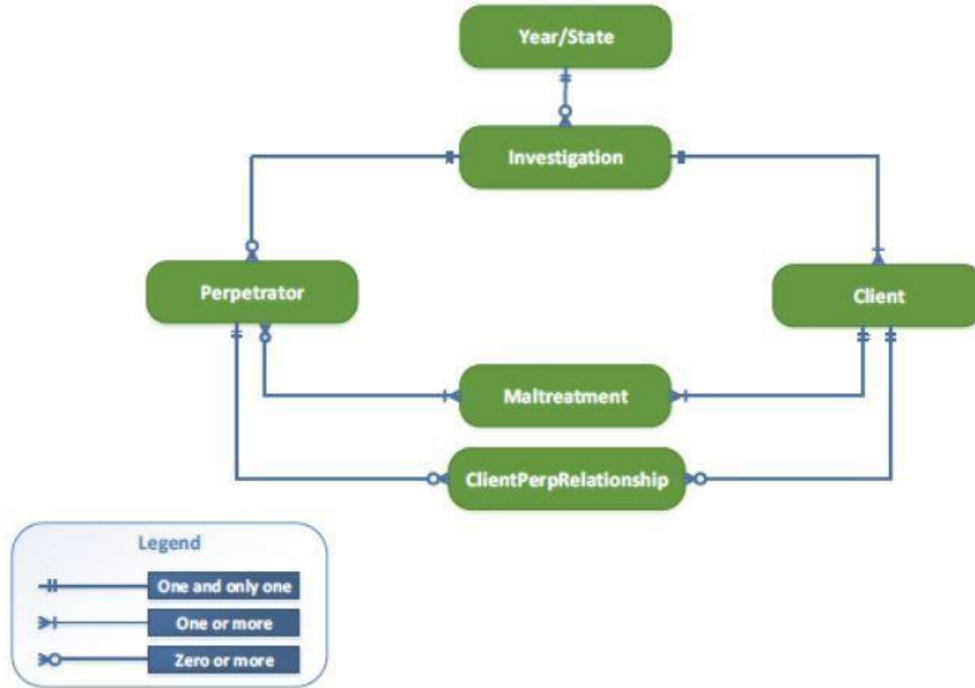 Year/State
Investigation
Perpetrator
Client
Maltreatment
ClientPerpRelationship
Legend
One and only one
One or more
Zero or more